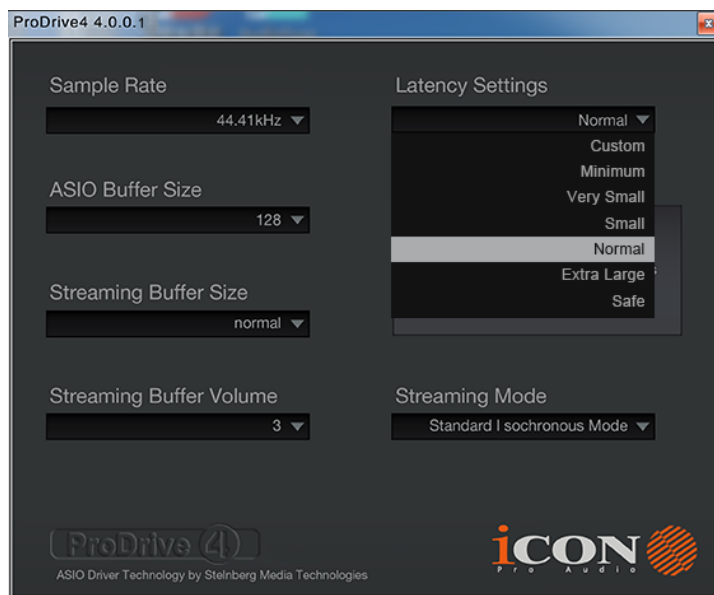 ProDrive4 4.0.0.1
Sample Rate
44.41kHz
ASIO Buffer Size
128
Streaming Buffer Size
normal
Streaming Buffer Volume
3
Latency Settings
Normal
Custom
Minimum
Very Small
Small
Normal
Extra Large
Safe
Streaming Mode
Standard I sochronous Mode
ProDrive 4
ASIO Driver Technology by Stelnberg Media Technologies
iCON
Pro Audio